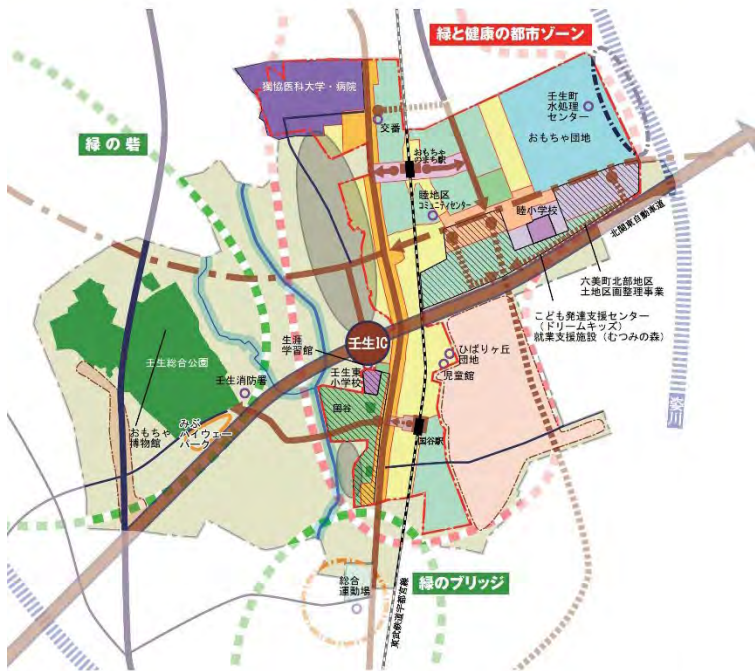 緑と健康の都市ゾーン
獨協医科大学・病院
交番
壬生町
水処理
センター
おもちゃ団地
緑の砦
おもちゃ
のまち駅
睦地区
コミュニティセンター
睦小学校
北関東自動車道
六美町北部地区
土地区画整理事業
こども発達支援センター
(ドリームキッズ)
就業支援施設(むつみの森)
壬生IC
生涯
学習館
ひばりヶ丘
団地
児童館
壬生東
小学校
壬生総合公園
壬生消防署
国谷
おもちゃ
博物館
みぶ
ハイウェー
パーク
国谷駅
総合
運動場
緑のブリッジ
東武鉄道宇都宮線